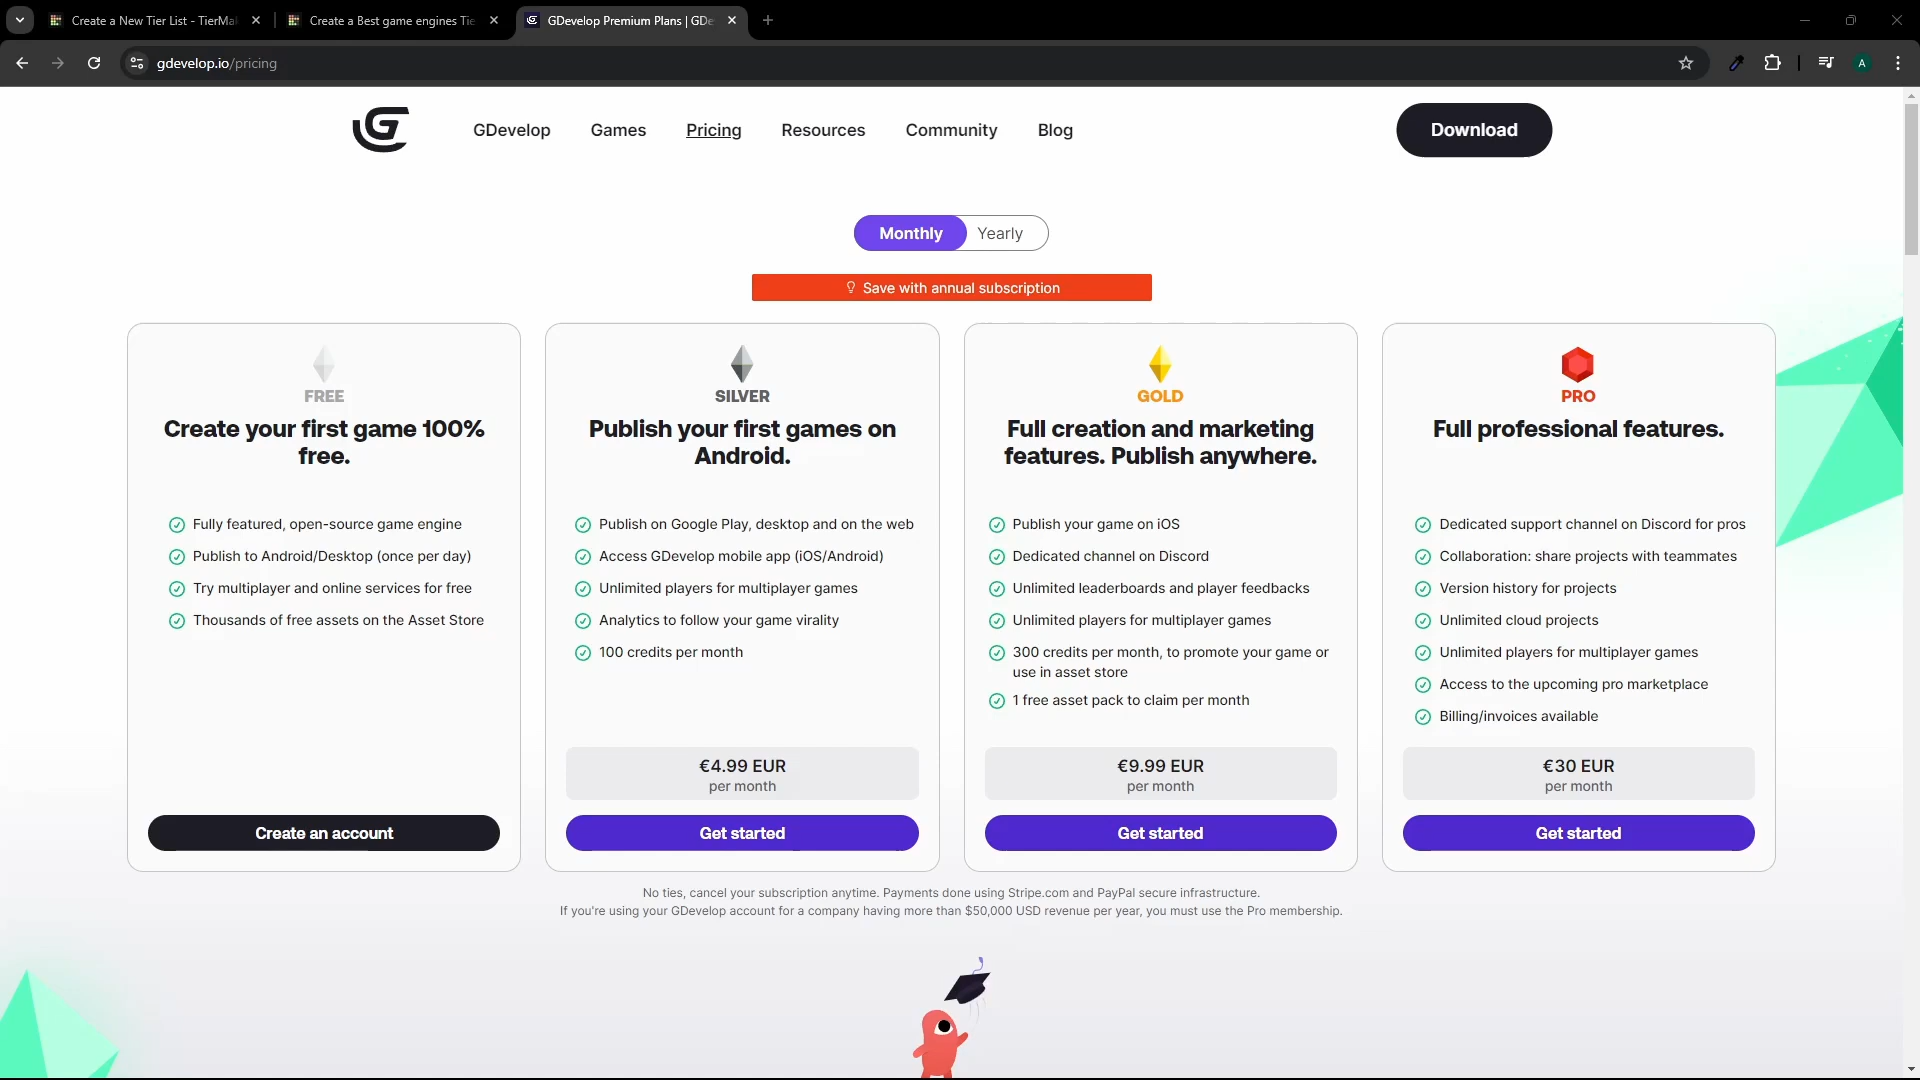 Create a New Tier List - TierMa
Create a Best game engines Tie
GDevelop Premium Plans | GDe
gdevelop.io/pricing
A
GDevelop
Games
Pricing
Resources
Community
Blog
Download
Monthly
Yearly
Save with annual subscription
FREE
Create your first game 100%
free.
Fully featured, open-source game engine
Publish to Android/Desktop (once per day)
Try multiplayer and online services for free
Thousands of free assets on the Asset Store
Create an account
SILVER
Publish your first games on
Android.
Publish on Google Play, desktop and on the web
Access GDevelop mobile app (iOS/Android)
Unlimited players for multiplayer games
Analytics to follow your game virality
100 credits per month
€4.99 EUR
per month
Get started
GOLD
Full creation and marketing
features. Publish anywhere.
Publish your game on iOS
Dedicated channel on Discord
Unlimited leaderboards and player feedbacks
Unlimited players for multiplayer games
300 credits per month, to promote your game or
use in asset store
1 free asset pack to claim per month
€9.99 EUR
per month
Get started
PRO
Full professional features.
Dedicated support channel on Discord for pros
Collaboration: share projects with teammates
Version history for projects
Unlimited cloud projects
Unlimited players for multiplayer games
Access to the upcoming pro marketplace
Billing/invoices available
€30 EUR
per month
Get started
No ties, cancel your subscription anytime. Payments done using Stripe.com and PayPal secure infrastructure.
If you're using your GDevelop account for a company having more than $50,000 USD revenue per year, you must use the Pro membership.